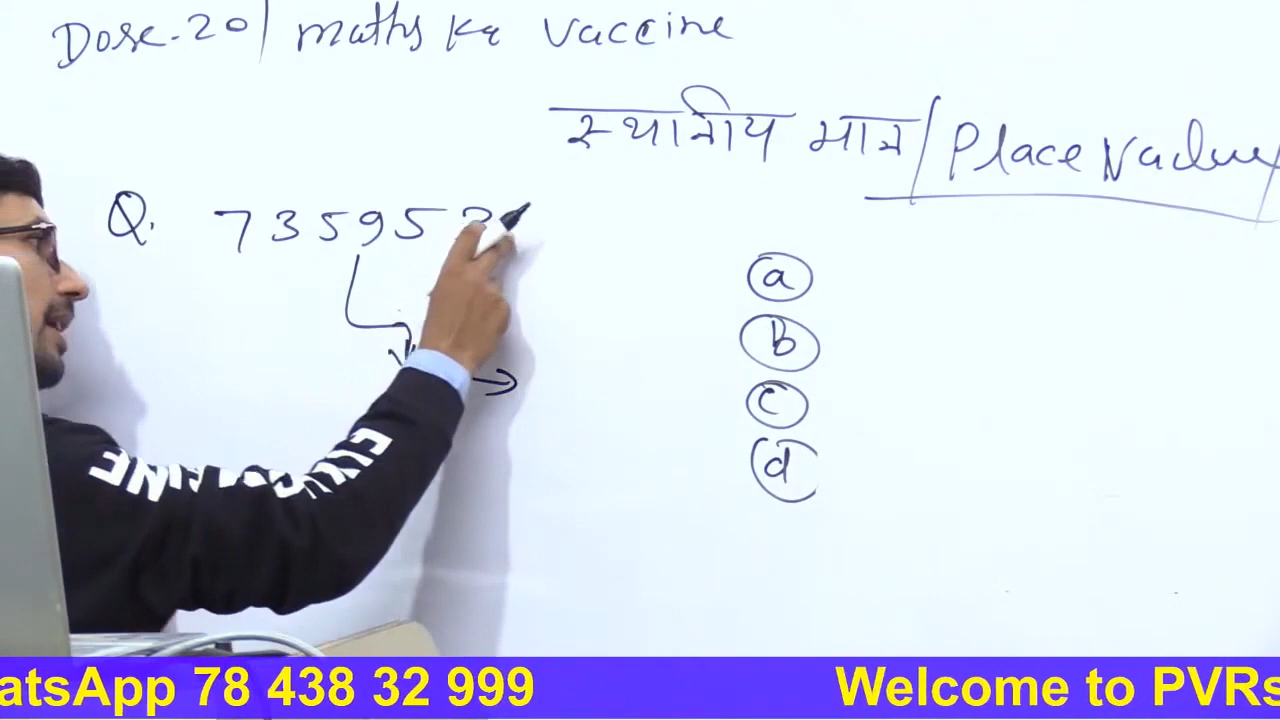 Dose-20 | maths Ka Vaccine
स्थानीय मान / Place Value
Q. 73595
a
b
c
d
atsApp 78 438 32 999
Welcome to PVRs